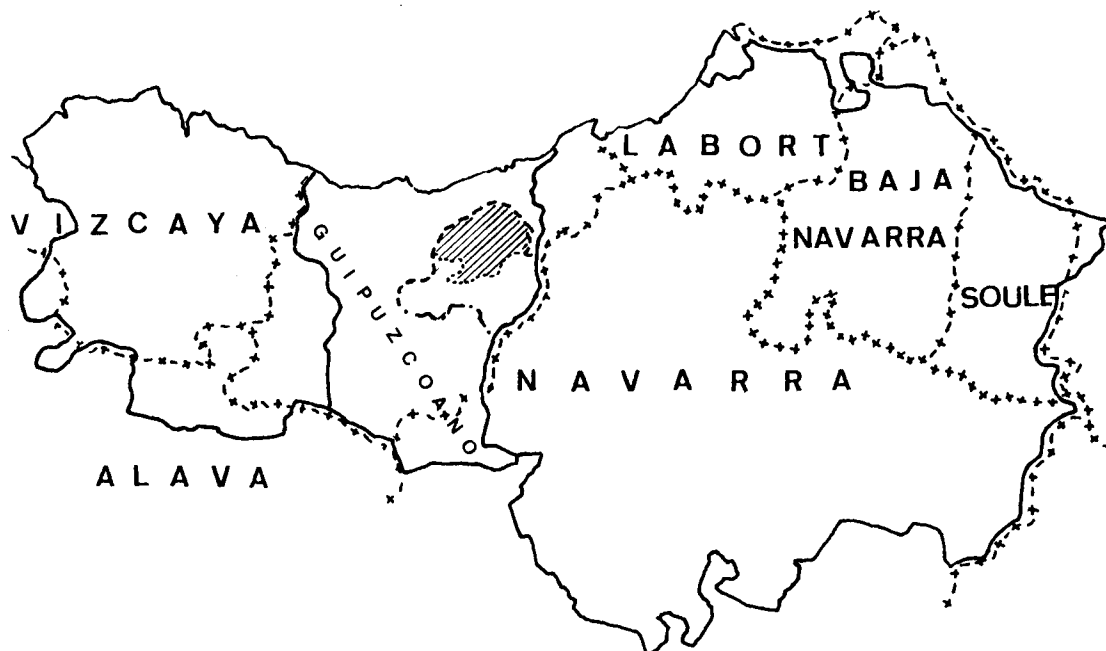 LABORT
BAJA
VIZCAYA
NAVARRA
GUIPUZCOANO
SOULE
NAVARRA
ALAVA